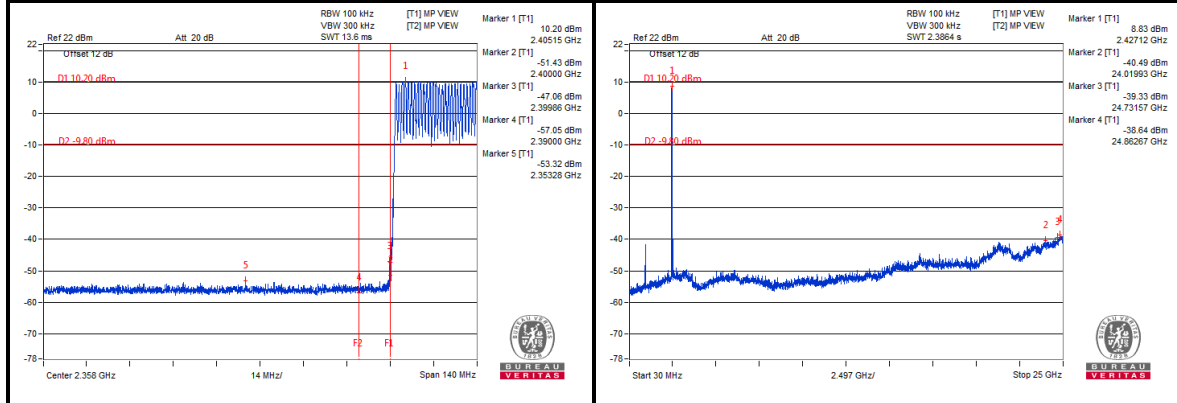 RBW 100 kHz [T1] MP VIEW
VBW 300 kHz [T2] MP VIEW
Ref 22 dBm Att 20 dB SWT 13.6 ms
Offset 12 dB
D1 10.20 dBm
D2 -9.80 dBm
22
10
0
-10
-20
-30
-40
-50
-60
-70
-78
1
5
4
3
F2 F1
Center 2.358 GHz 14 MHz/ Span 140 MHz
Marker 1 [T1]
10.20 dBm
2.40515 GHz
Marker 2 [T1]
-51.43 dBm
2.40000 GHz
Marker 3 [T1]
-47.06 dBm
2.39986 GHz
Marker 4 [T1]
-57.05 dBm
2.39000 GHz
Marker 5 [T1]
-53.32 dBm
2.35328 GHz
BUREAU VERITAS
1828
BUREAU
VERITAS
RBW 100 kHz [T1] MP VIEW
VBW 300 kHz [T2] MP VIEW
Ref 22 dBm Att 20 dB SWT 2.3864 s
Offset 12 dB
D1 10.20 dBm
D2 -9.80 dBm
22
10
0
-10
-20
-30
-40
-50
-60
-70
-78
1
2
3
4
Start 30 MHz 2.497 GHz/ Stop 25 GHz
Marker 1 [T1]
8.83 dBm
2.42712 GHz
Marker 2 [T1]
-40.49 dBm
24.01993 GHz
Marker 3 [T1]
-39.33 dBm
24.73157 GHz
Marker 4 [T1]
-38.64 dBm
24.86267 GHz
BUREAU VERITAS
1828
BUREAU
VERITAS